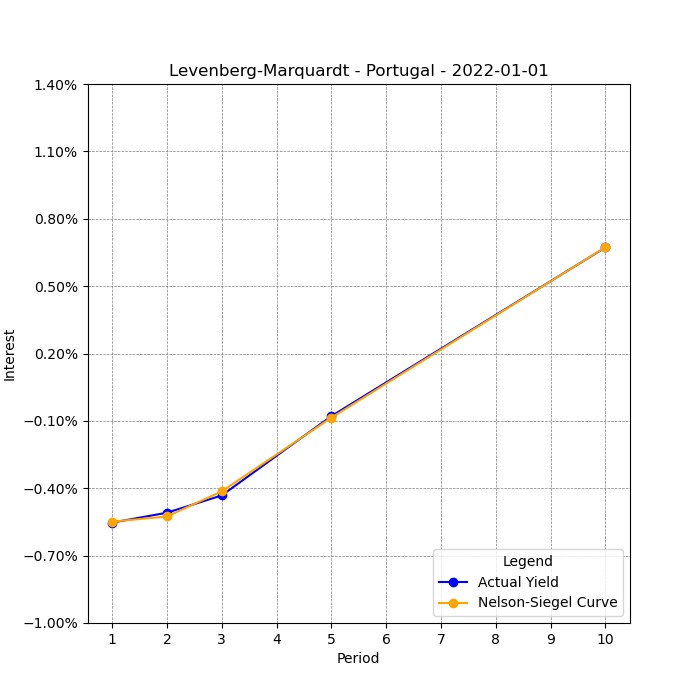 Levenberg-Marquardt - Portugal - 2022-01-01
1.40%
1.10%
0.80%
0.50%
0.20%
−0.10%
−0.40%
−0.70%
−1.00%
Interest
1 2 3 4 5 6 7 8 9 10
Period
Legend
Actual Yield
Nelson-Siegel Curve